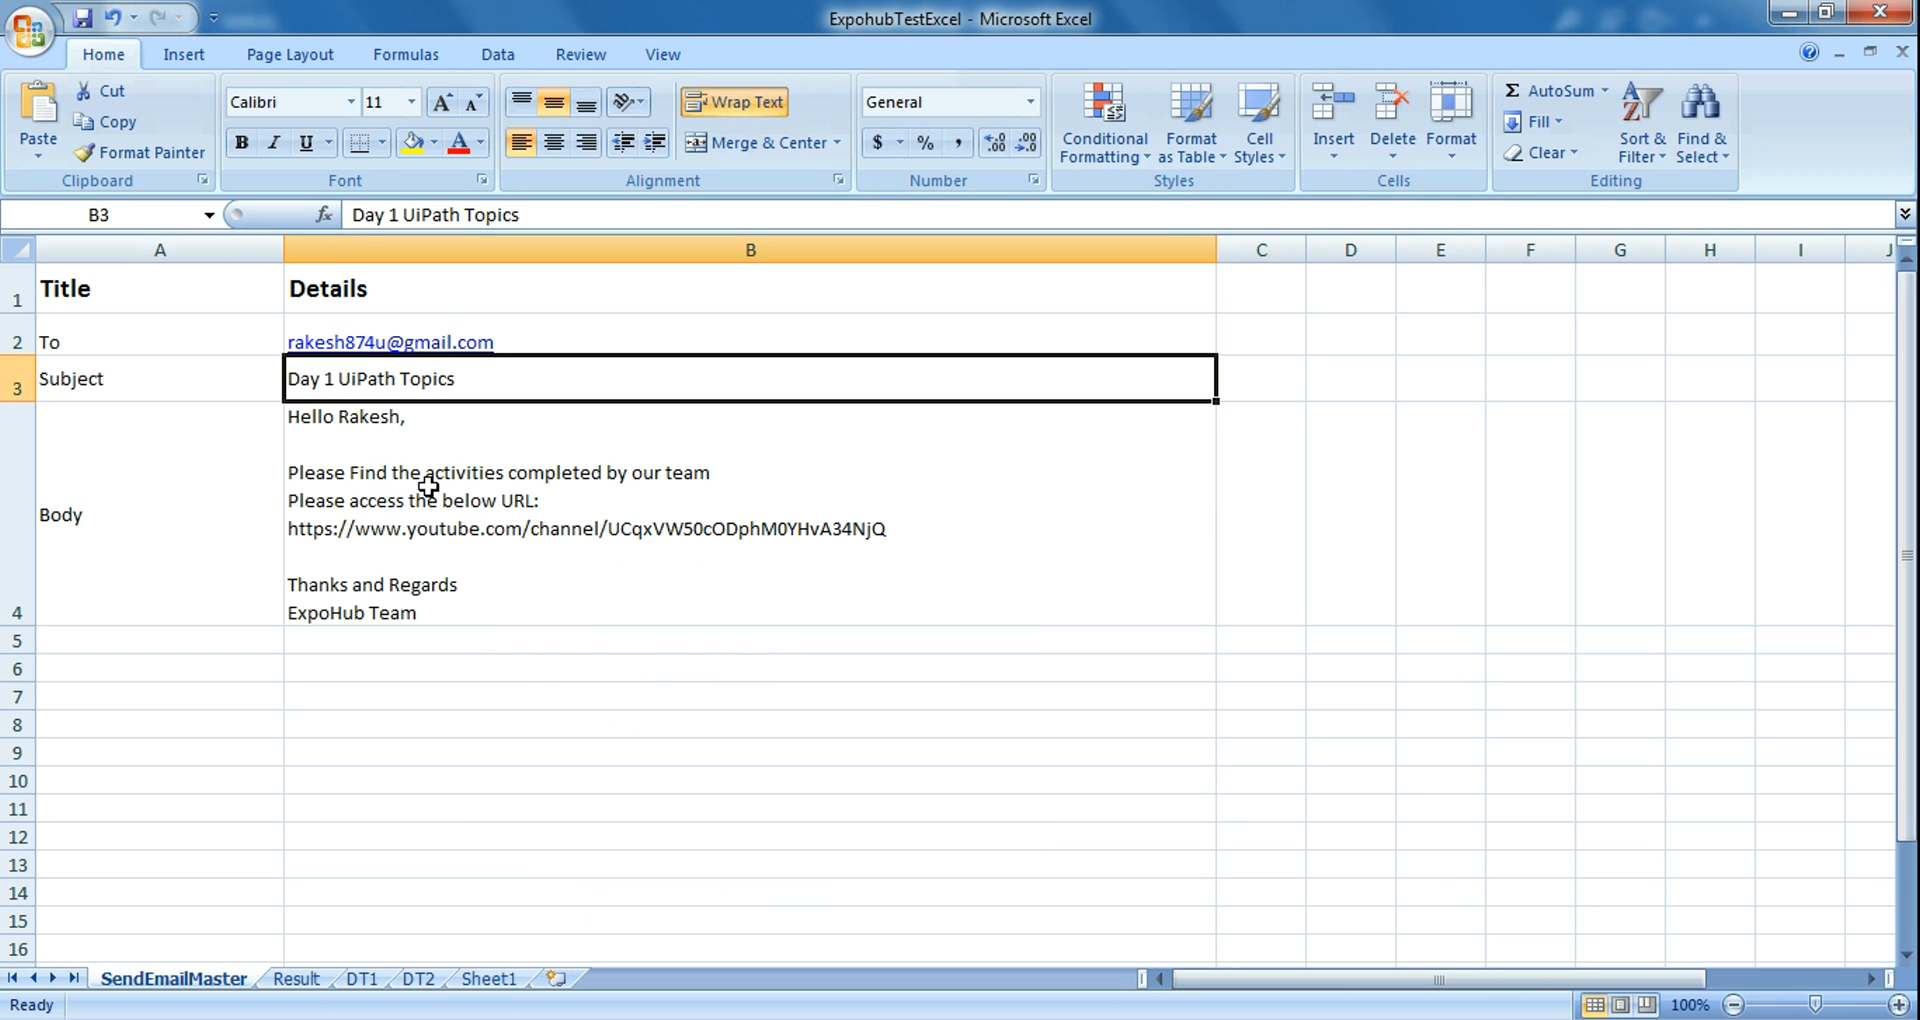 ExpohubTestExcel - Microsoft Excel
Home Insert Page Layout Formulas Data Review View
Paste
Cut
Copy
Format Painter
Clipboard
Calibri 11
B I U
Font
Wrap Text
Merge & Center
Alignment
General
$ % ,
Number
Conditional Formatting
Format as Table
Cell Styles
Styles
Insert Delete Format
Cells
Σ AutoSum
Fill
Clear
Sort & Filter
Find & Select
Editing
B3 fx Day 1 UiPath Topics
A B C D E F G H I J
1 Title Details
2 To rakesh874u@gmail.com
3 Subject Day 1 UiPath Topics
4 Body Hello Rakesh,
Please Find the activities completed by our team
Please access the below URL:
https://www.youtube.com/channel/UCqxVW50cODphM0YHvA34NjQ
Thanks and Regards
ExpoHub Team
5
6
7
8
9
10
11
12
13
14
15
16
SendEmailMaster Result DT1 DT2 Sheet1
Ready 100%